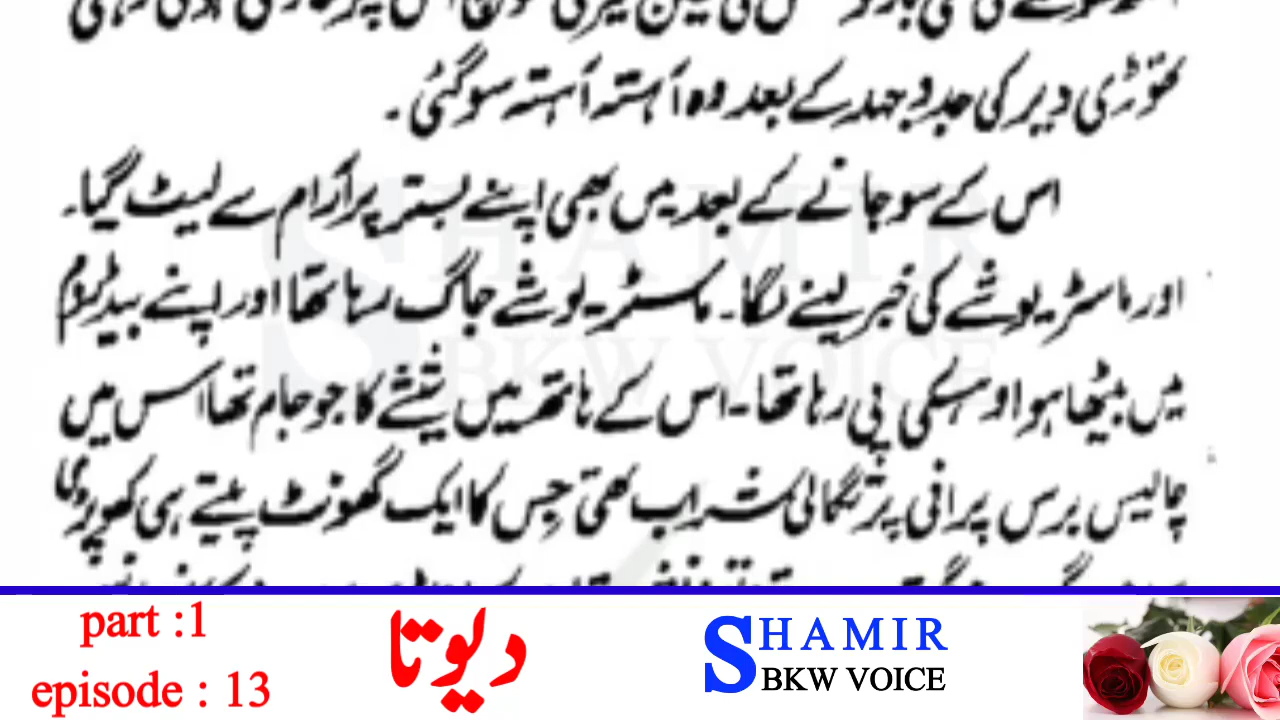 تھوڑی دیر کی جدوجہد کے بعد وہ آہستہ آہستہ سو گئی۔
اس کے سو جانے کے بعد میں بھی اپنے بستر پر آرام سے لیٹ گیا۔
اور ماسٹر یوشے کی خبر لینے لگا۔ ماسٹر یوشے جاگ رہا تھا اور اپنے بیڈ روم
میں بیٹھا ہوا وہسکی پی رہا تھا۔ اس کے ہاتھ میں شیشے کا جو جام تھا اس میں
چالیس برس پرانی پرتگالی شراب تھی جس کا ایک گھونٹ پیتے ہی کھوپڑی
part :1
episode : 13
دیوتا
SHAMIR
BKW VOICE